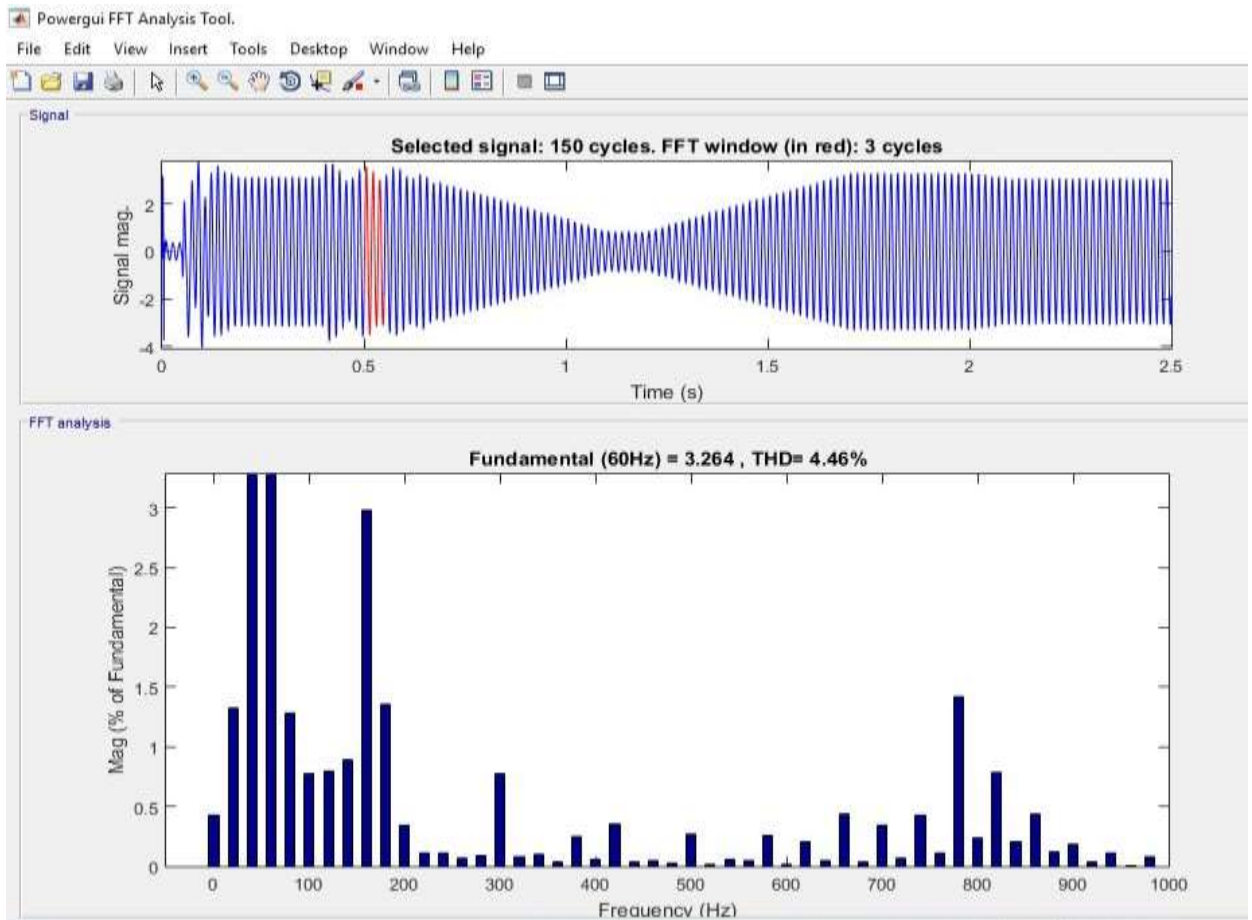 Powergui FFT Analysis Tool.
File Edit View Insert Tools Desktop Window Help
Signal
Selected signal: 150 cycles. FFT window (in red): 3 cycles
Signal mag.
2
0
-2
-4
0 0.5 1 1.5 2 2.5
Time (s)
FFT analysis
Fundamental (60Hz) = 3.264 , THD= 4.46%
Mag (% of Fundamental)
3
2.5
2
1.5
1
0.5
0
0 100 200 300 400 500 600 700 800 900 1000
Frequency (Hz)